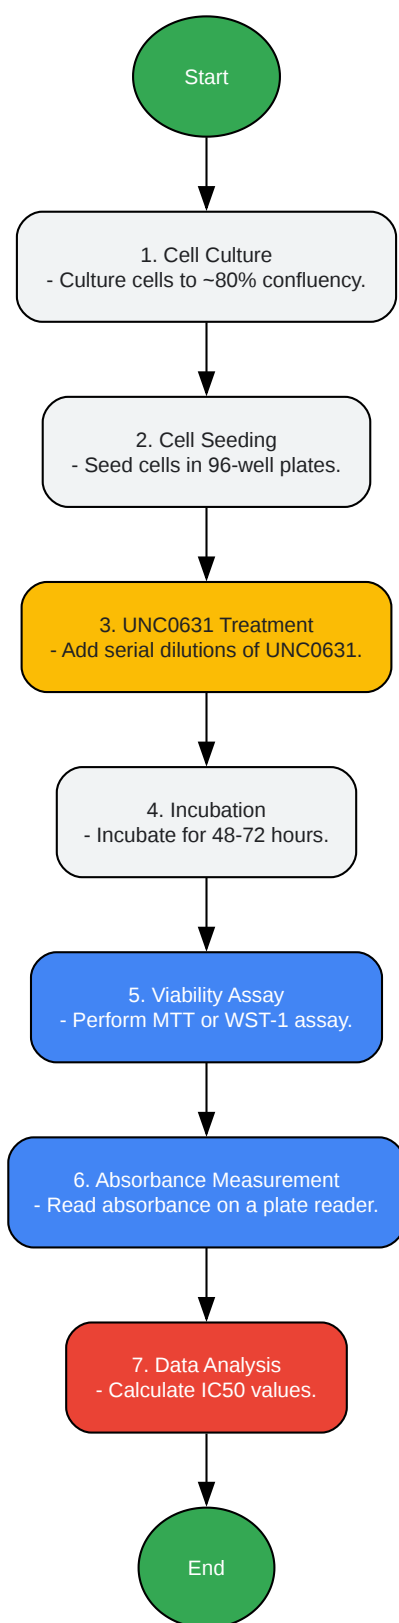 Start
1. Cell Culture
- Culture cells to ~80% confluency.
2. Cell Seeding
- Seed cells in 96-well plates.
3. UNC0631 Treatment
- Add serial dilutions of UNC0631.
4. Incubation
- Incubate for 48-72 hours.
5. Viability Assay
- Perform MTT or WST-1 assay.
6. Absorbance Measurement
- Read absorbance on a plate reader.
7. Data Analysis
- Calculate IC50 values.
End